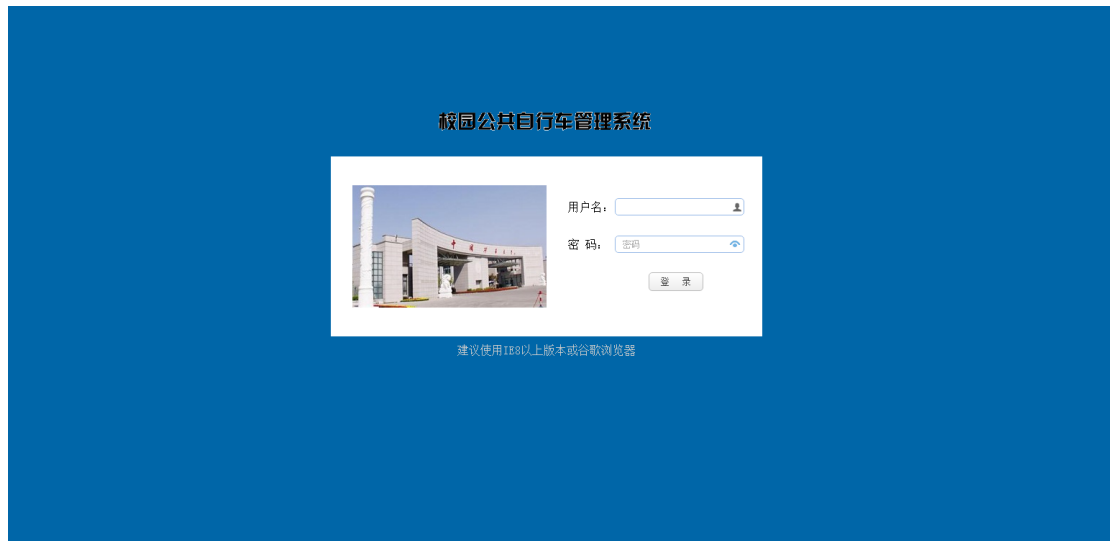 校园公共自行车管理系统
用户名：
密 码：
密码
登 录
建议使用IE8以上版本或谷歌浏览器